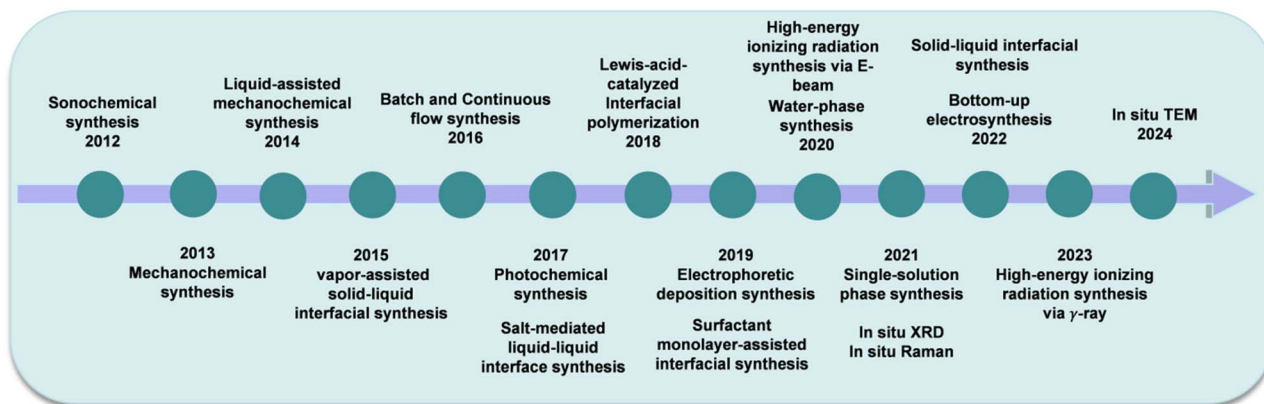 Sonochemical
synthesis
2012
2013
Mechanochemical
synthesis
Liquid-assisted
mechanochemical
synthesis
2014
2015
vapor-assisted
solid-liquid
interfacial synthesis
Batch and Continuous
flow synthesis
2016
2017
Photochemical
synthesis
Salt-mediated
liquid-liquid
interface synthesis
Lewis-acid-
catalyzed
Interfacial
polymerization
2018
2019
Electrophoretic
deposition synthesis
Surfactant
monolayer-assisted
interfacial synthesis
High-energy
ionizing radiation
synthesis via E-
beam
Water-phase
synthesis
2020
2021
Single-solution
phase synthesis
In situ XRD
In situ Raman
Solid-liquid interfacial
synthesis
Bottom-up
electrosynthesis
2022
2023
High-energy ionizing
radiation synthesis
via γ-ray
In situ TEM
2024